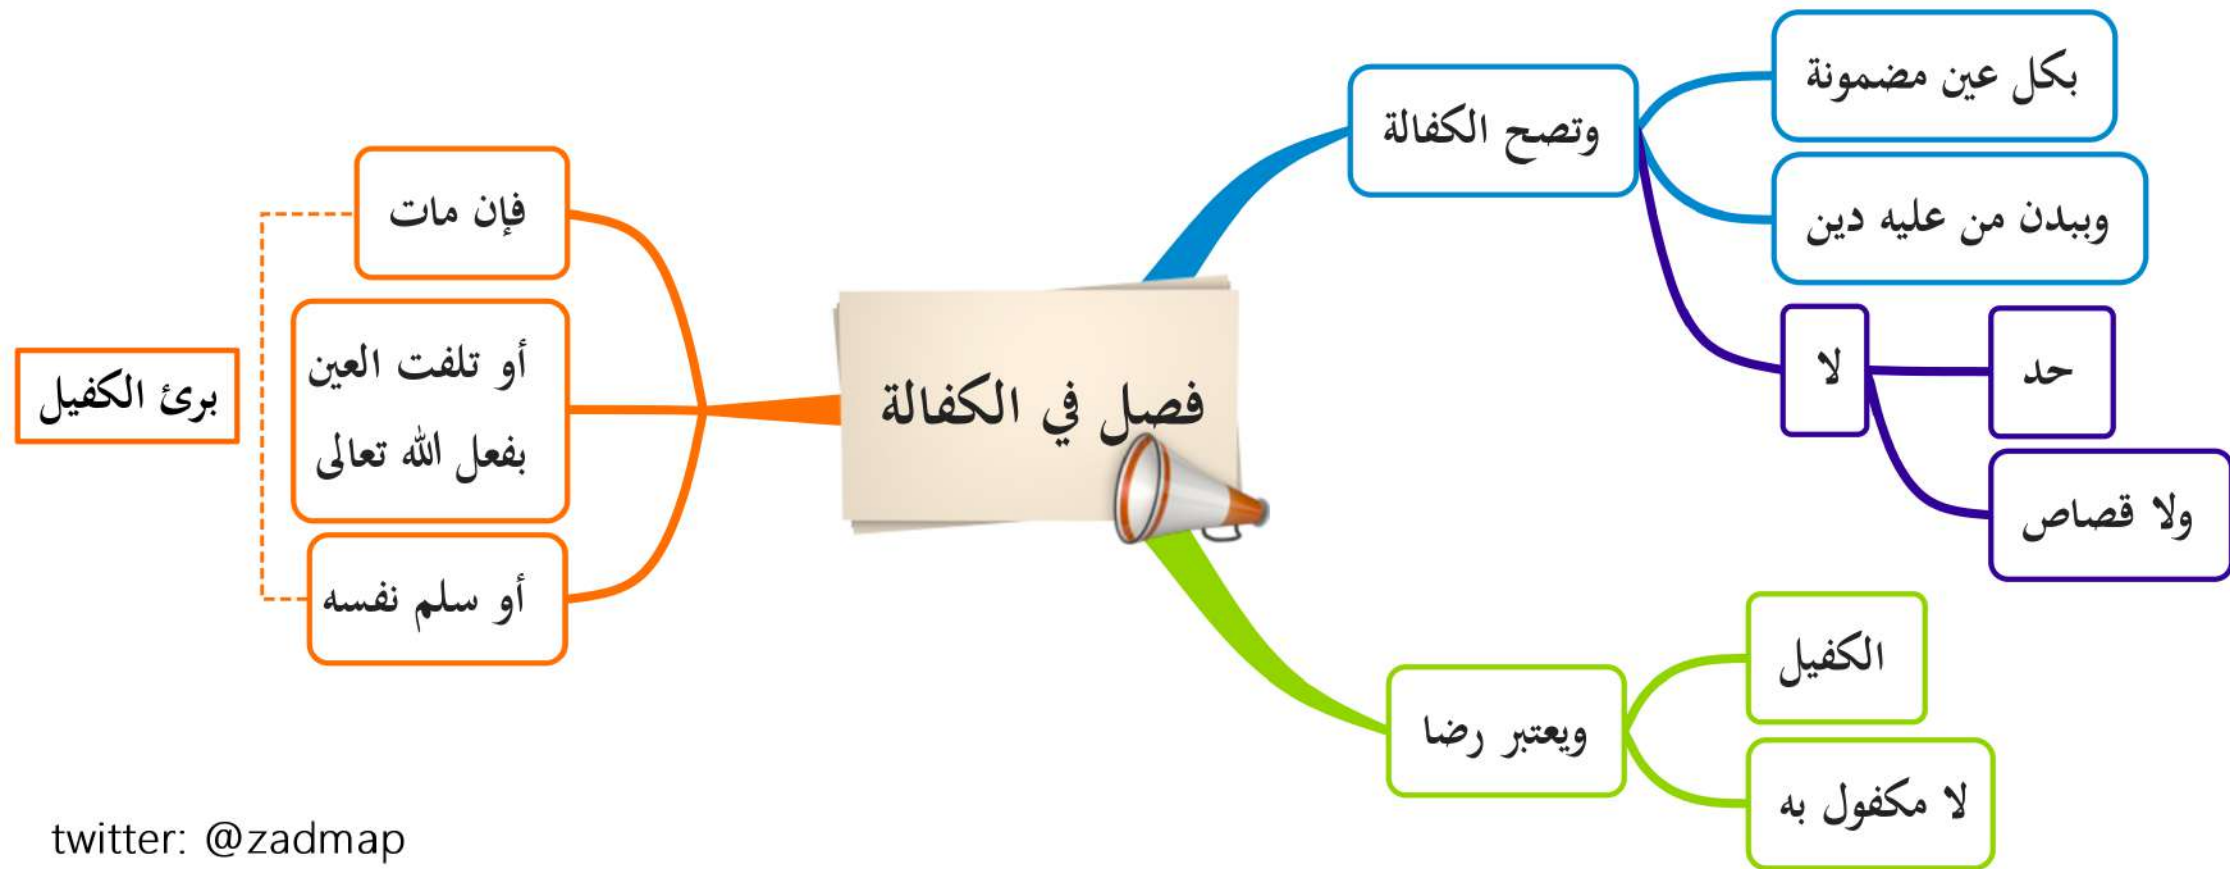 فصل في الكفالة
وتصح الكفالة
بكل عين مضمونة
وببدن من عليه دين
لا
حد
ولا قصاص
ويعتبر رضا
الكفيل
لا مكفول به
فإن مات
أو تلفت العين
بفعل الله تعالى
أو سلم نفسه
برئ الكفيل
twitter: @zadmap